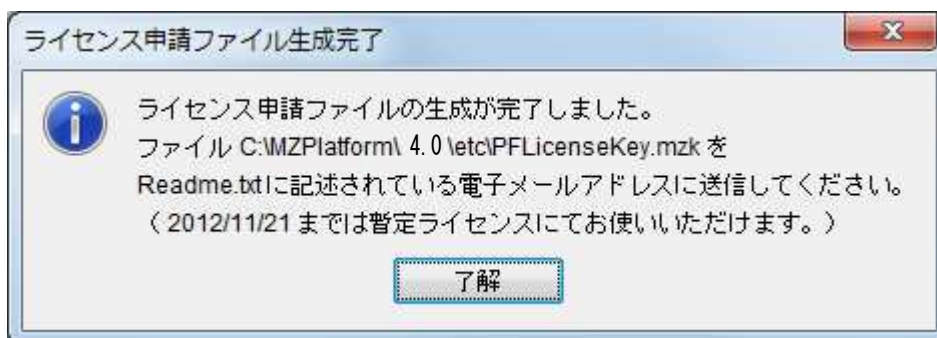 ライセンス申請ファイル生成完了
ライセンス申請ファイルの生成が完了しました。
ファイル C:\MZPlatform\ 4.0\etc\PFLicenseKey.mzk を
Readme.txtに記述されている電子メールアドレスに送信してください。
（2012/11/21 までは暫定ライセンスにてお使いいただけます。）
了解